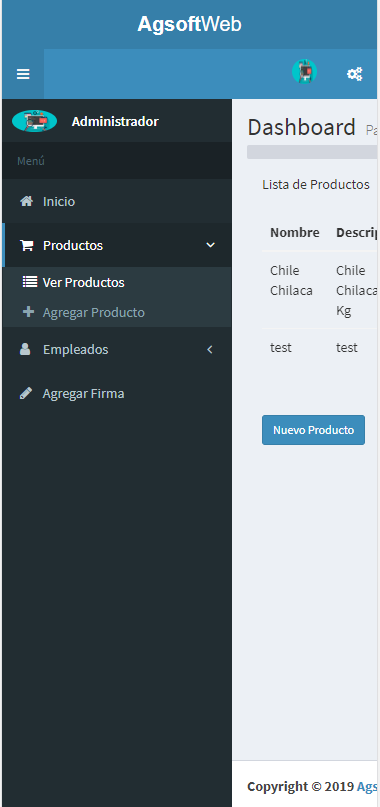 AgsoftWeb
Administrador
Menú
Inicio
Productos
Ver Productos
Agregar Producto
Empleados
Agregar Firma
Dashboard Pa
Lista de Productos
Nombre Descrip
Chile Chile
Chilaca Chilaca
Kg
test test
Nuevo Producto
Copyright © 2019 Ags